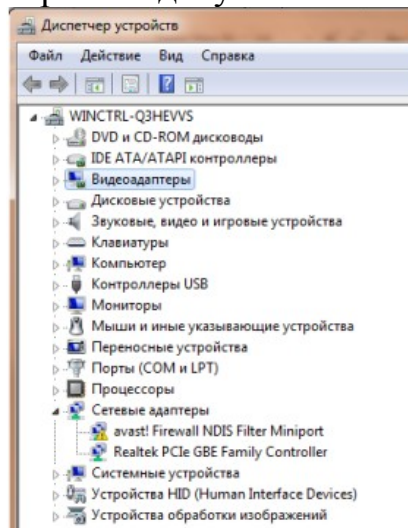 Диспетчер устройств
Файл Действие Вид Справка
WINCTRL-Q3HEVVS
DVD и CD-ROM дисководы
IDE ATA/ATAPI контроллеры
Видеоадаптеры
Дисковые устройства
Звуковые, видео и игровые устройства
Клавиатуры
Компьютер
Контроллеры USB
Мониторы
Мыши и иные указывающие устройства
Переносные устройства
Порты (COM и LPT)
Процессоры
Сетевые адаптеры
avast! Firewall NDIS Filter Miniport
Realtek PCIe GBE Family Controller
Системные устройства
Устройства HID (Human Interface Devices)
Устройства обработки изображений